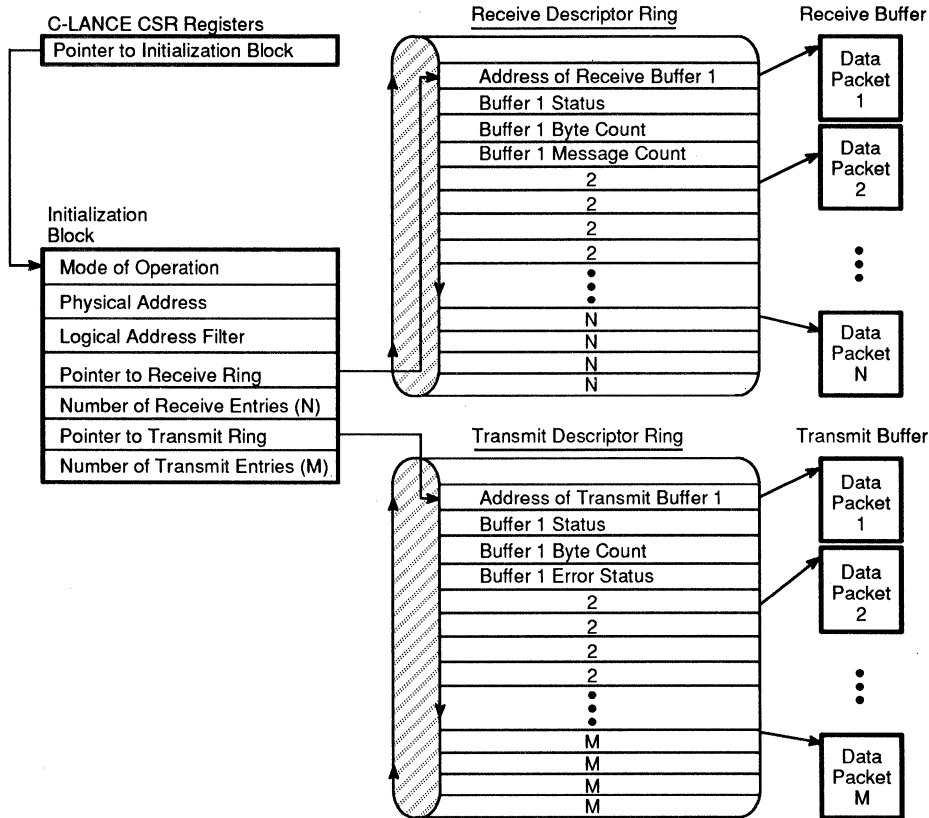 C-LANCE CSR Registers
Pointer to Initialization Block
Initialization
Block
Mode of Operation
Physical Address
Logical Address Filter
Pointer to Receive Ring
Number of Receive Entries (N)
Pointer to Transmit Ring
Number of Transmit Entries (M)
Receive Descriptor Ring
Address of Receive Buffer 1
Buffer 1 Status
Buffer 1 Byte Count
Buffer 1 Message Count
2
2
2
2
N
N
N
N
Receive Buffer
Data
Packet
1
Data
Packet
2
Data
Packet
N
Transmit Descriptor Ring
Address of Transmit Buffer 1
Buffer 1 Status
Buffer 1 Byte Count
Buffer 1 Error Status
2
2
2
2
M
M
M
M
Transmit Buffer
Data
Packet
1
Data
Packet
2
Data
Packet
M